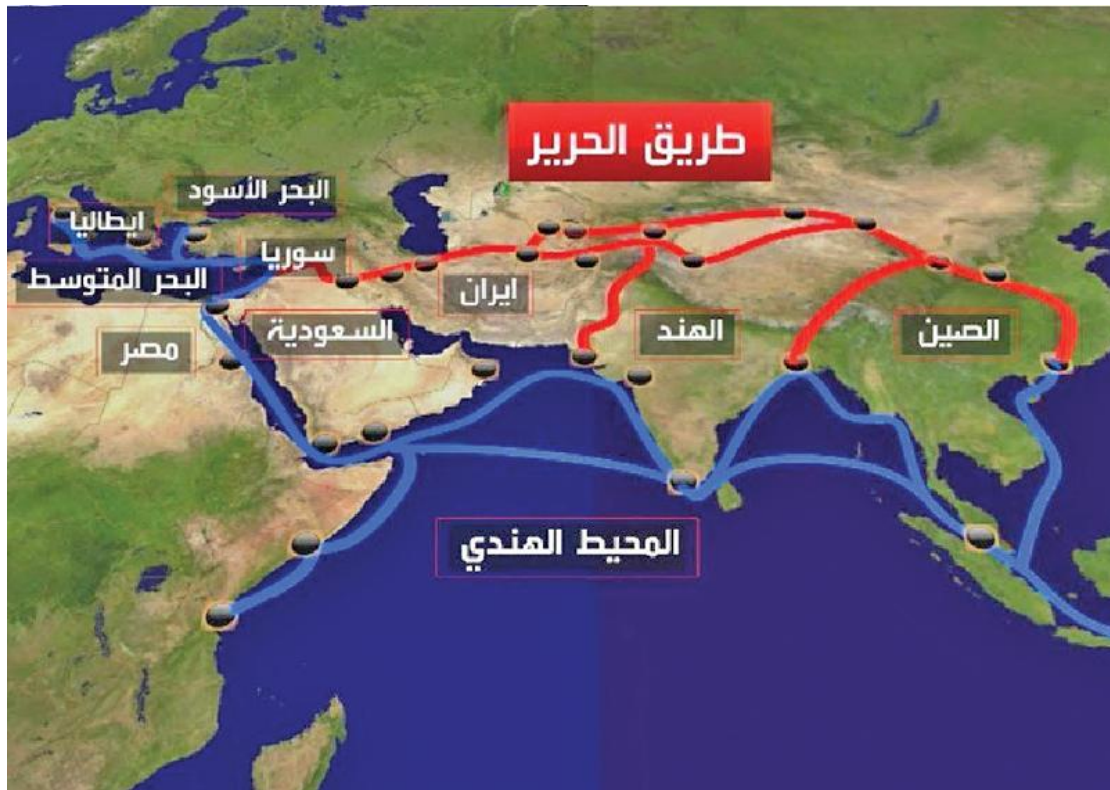 طريق الحرير
البحر الأسود
ايطاليا
سوريا
البحر المتوسط
ايران
السعودية
مصر
الهند
الصين
المحيط الهندي